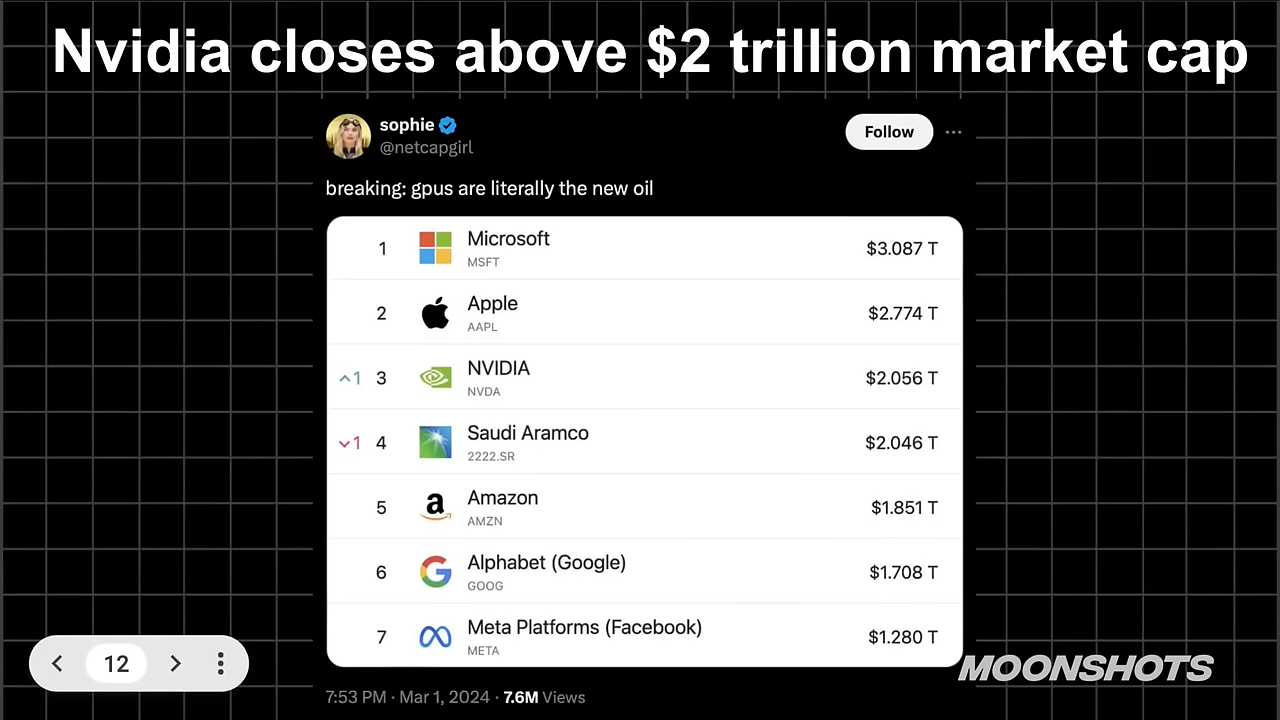 Nvidia closes above $2 trillion market cap
sophie
@netcapgirl
Follow
breaking: gpus are literally the new oil
1 Microsoft $3.087 T
MSFT
2 Apple $2.774 T
AAPL
1 3 NVIDIA $2.056 T
NVDA
1 4 Saudi Aramco $2.046 T
2222.SR
5 Amazon $1.851 T
AMZN
6 Alphabet (Google) $1.708 T
GOOG
7 Meta Platforms (Facebook) $1.280 T
META
12
MOONSHOTS
7:53 PM · Mar 1, 2024 · 7.6M Views